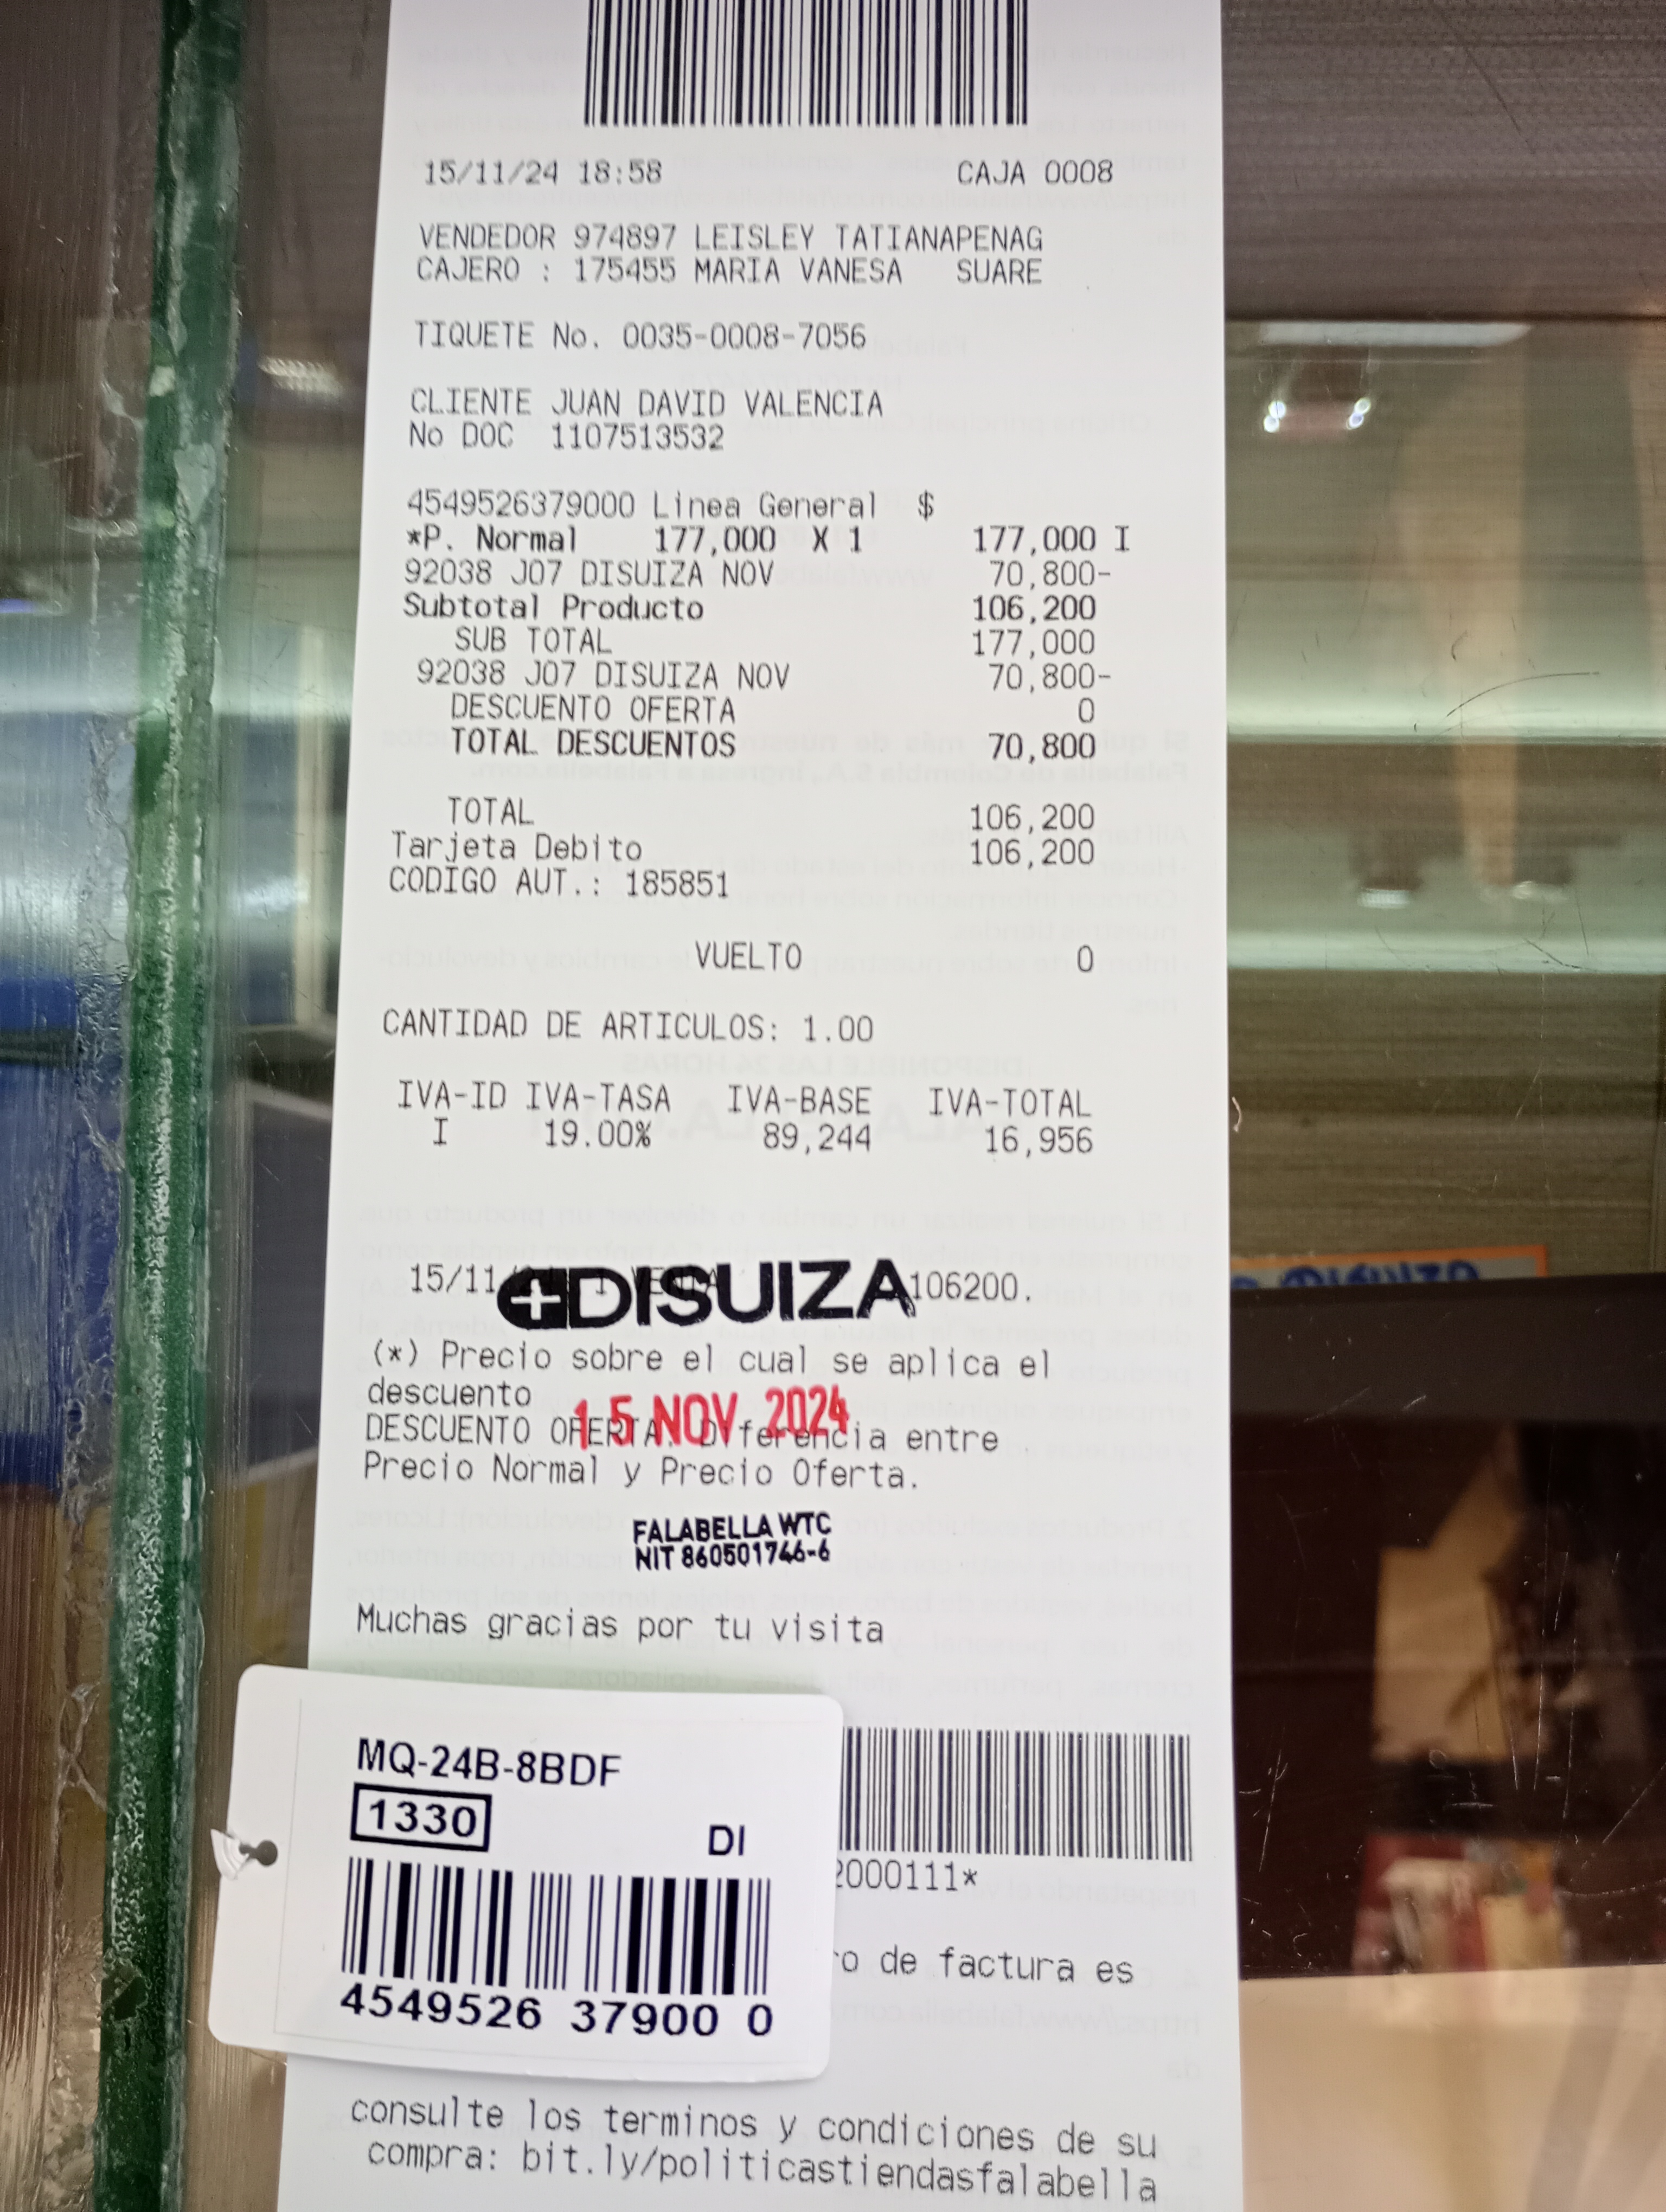 15/11/24 18:58 CAJA 0008
VENDEDOR 974897 LEISLEY TATIANAPENAG
CAJERO : 175455 MARIA VANESA SUARE
TIQUETE No. 0035-0008-7056
CLIENTE JUAN DAVID VALENCIA
No DOC 1107513532
4549526379000 Linea General $
*P. Normal 177,000 X 1 177,000 I
92038 J07 DISUIZA NOV 70,800-
Subtotal Producto 106,200
SUB TOTAL 177,000
92038 J07 DISUIZA NOV 70,800-
DESCUENTO OFERTA 0
TOTAL DESCUENTOS 70,800
TOTAL 106,200
Tarjeta Debito 106,200
CODIGO AUT.: 185851
VUELTO 0
CANTIDAD DE ARTICULOS: 1.00
IVA-ID IVA-TASA IVA-BASE IVA-TOTAL
I 19.00% 89,244 16,956
15/11/24 1 VENTA 106200.
DISUIZA
(*) Precio sobre el cual se aplica el
descuento
15 NOV 2024
DESCUENTO OFERTA: Diferencia entre
Precio Normal y Precio Oferta.
FALABELLA WTC
NIT 860501746-6
Muchas gracias por tu visita
MQ-24B-8BDF
1330
DI
4549526 37900 0
2000111*
ro de factura es
consulte los terminos y condiciones de su
compra: bit.ly/politicastiendasfalabella